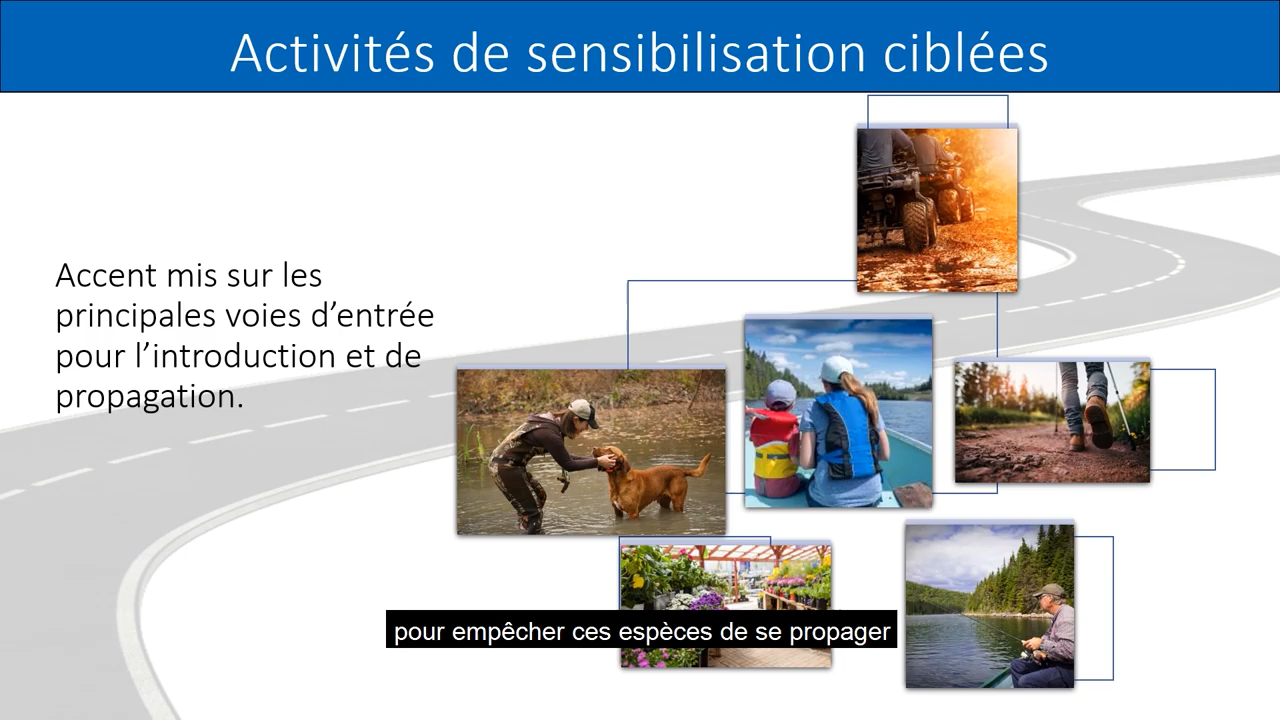 Activités de sensibilisation ciblées
Accent mis sur les
principales voies d’entrée
pour l’introduction et de
propagation.
pour empêcher ces espèces de se propager